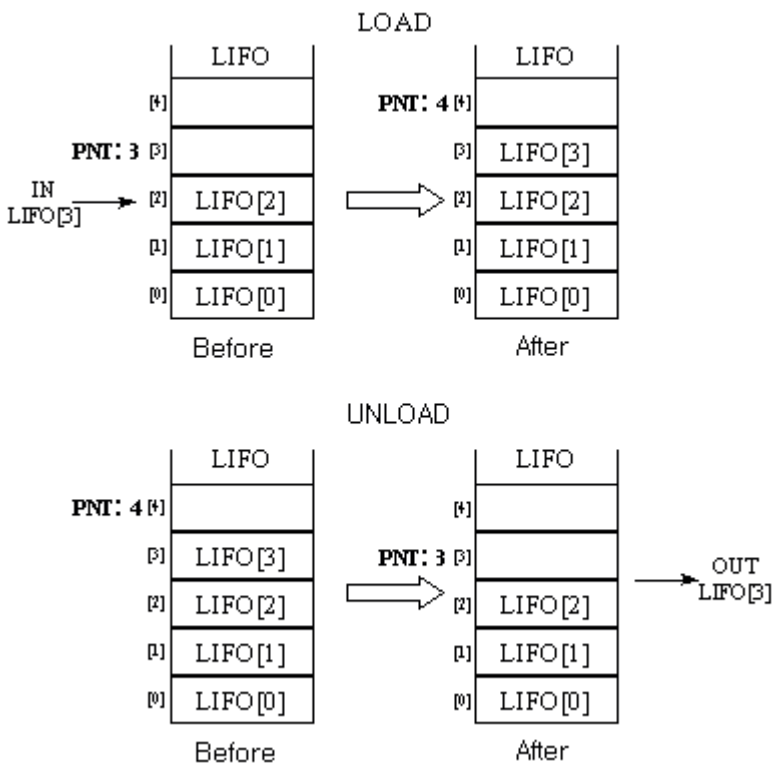 LOAD
LIFO LIFO
[4] PNT: 4 [4]
PNT: 3 [3] [3] LIFO[3]
IN
LIFO[3]
[2] LIFO[2] [2] LIFO[2]
[1] LIFO[1] [1] LIFO[1]
[0] LIFO[0] [0] LIFO[0]
Before After
UNLOAD
LIFO LIFO
PNT: 4 [4] [4]
[3] LIFO[3] PNT: 3 [3]
OUT
LIFO[3]
[2] LIFO[2] [2] LIFO[2]
[1] LIFO[1] [1] LIFO[1]
[0] LIFO[0] [0] LIFO[0]
Before After